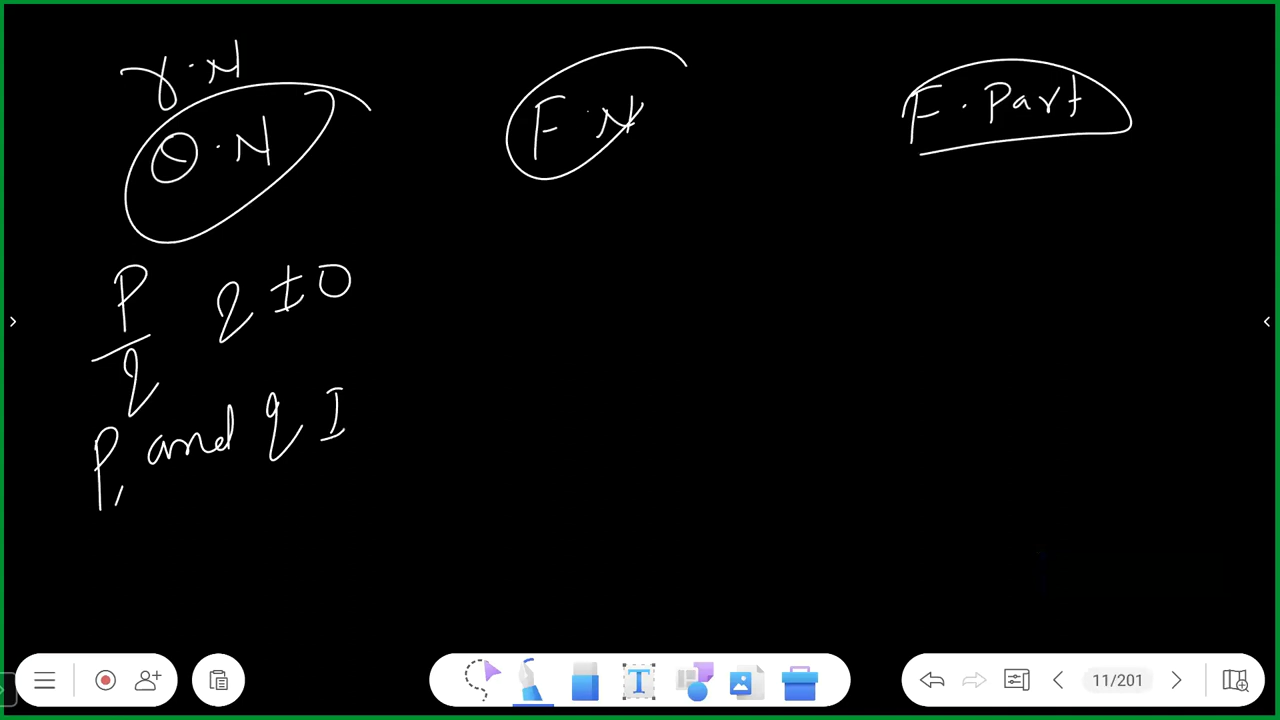 r.N
Q.N
F.N
F.Part
P/q q ≠ 0
P, and q I
11/201